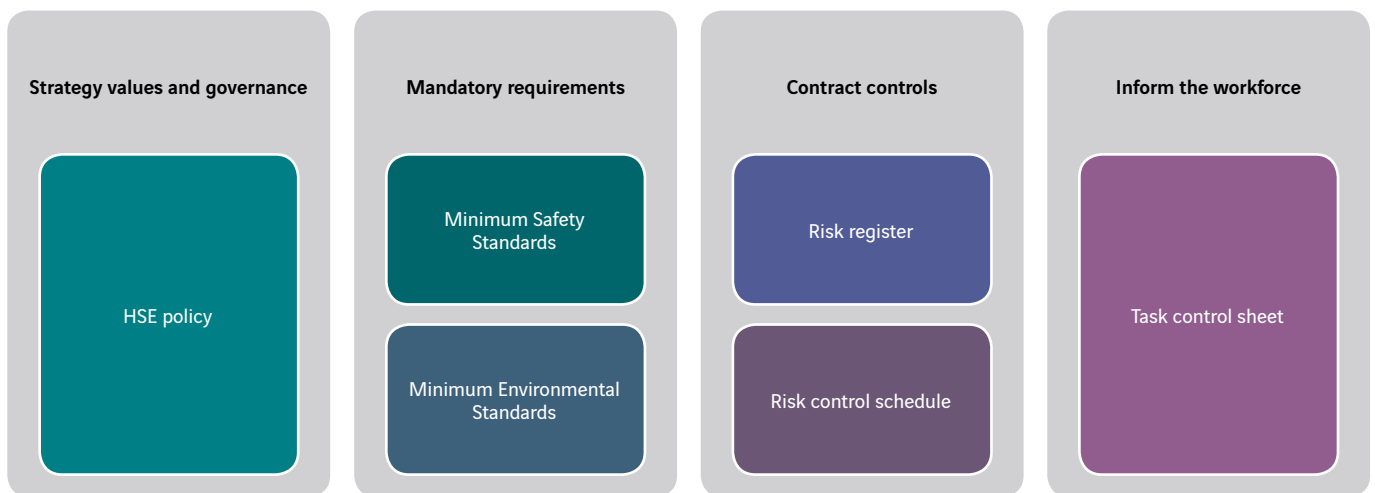 Strategy values and governance
HSE policy
Mandatory requirements
Minimum Safety
Standards
Minimum Environmental
Standards
Contract controls
Risk register
Risk control schedule
Inform the workforce
Task control sheet